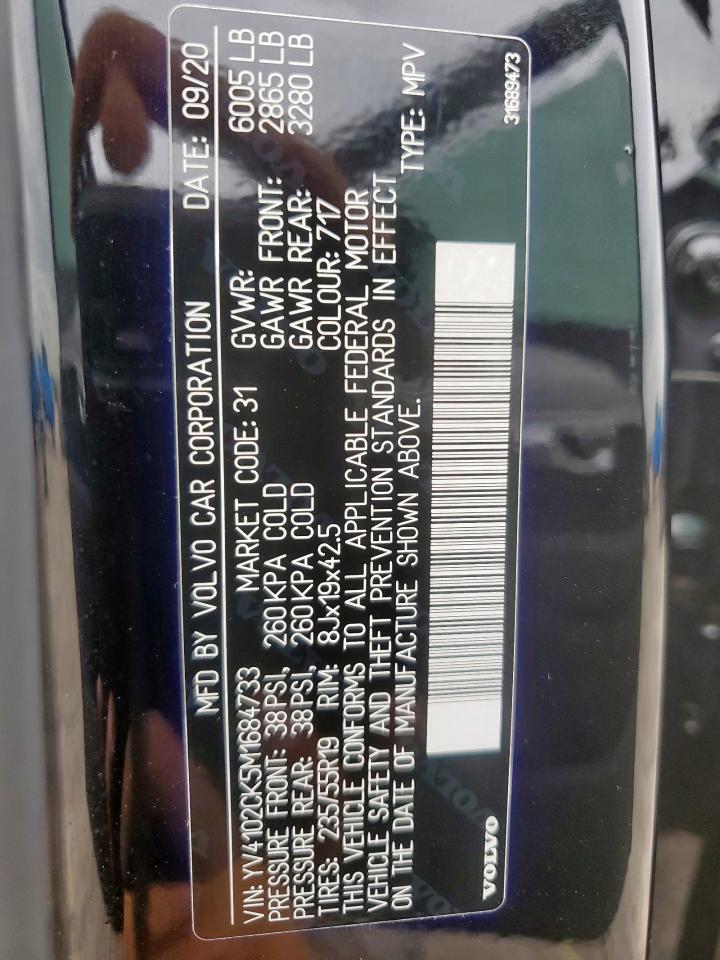 MFD BY VOLVO CAR CORPORATION DATE: 09/20
VIN: YV4102CK5M1684733 MARKET CODE: 31 GVWR: 6005 LB
PRESSURE FRONT: 38PSI, 260KPA COLD GAWR FRONT: 2865 LB
PRESSURE REAR: 38PSI, 260KPA COLD GAWR REAR: 3280 LB
TIRES: 235/55R19 RIM: 8Jx19x42.5 COLOUR: 717
THIS VEHICLE CONFORMS TO ALL APPLICABLE FEDERAL MOTOR
VEHICLE SAFETY AND THEFT PREVENTION STANDARDS IN EFFECT
ON THE DATE OF MANUFACTURE SHOWN ABOVE. TYPE: MPV
VOLVO 31689473